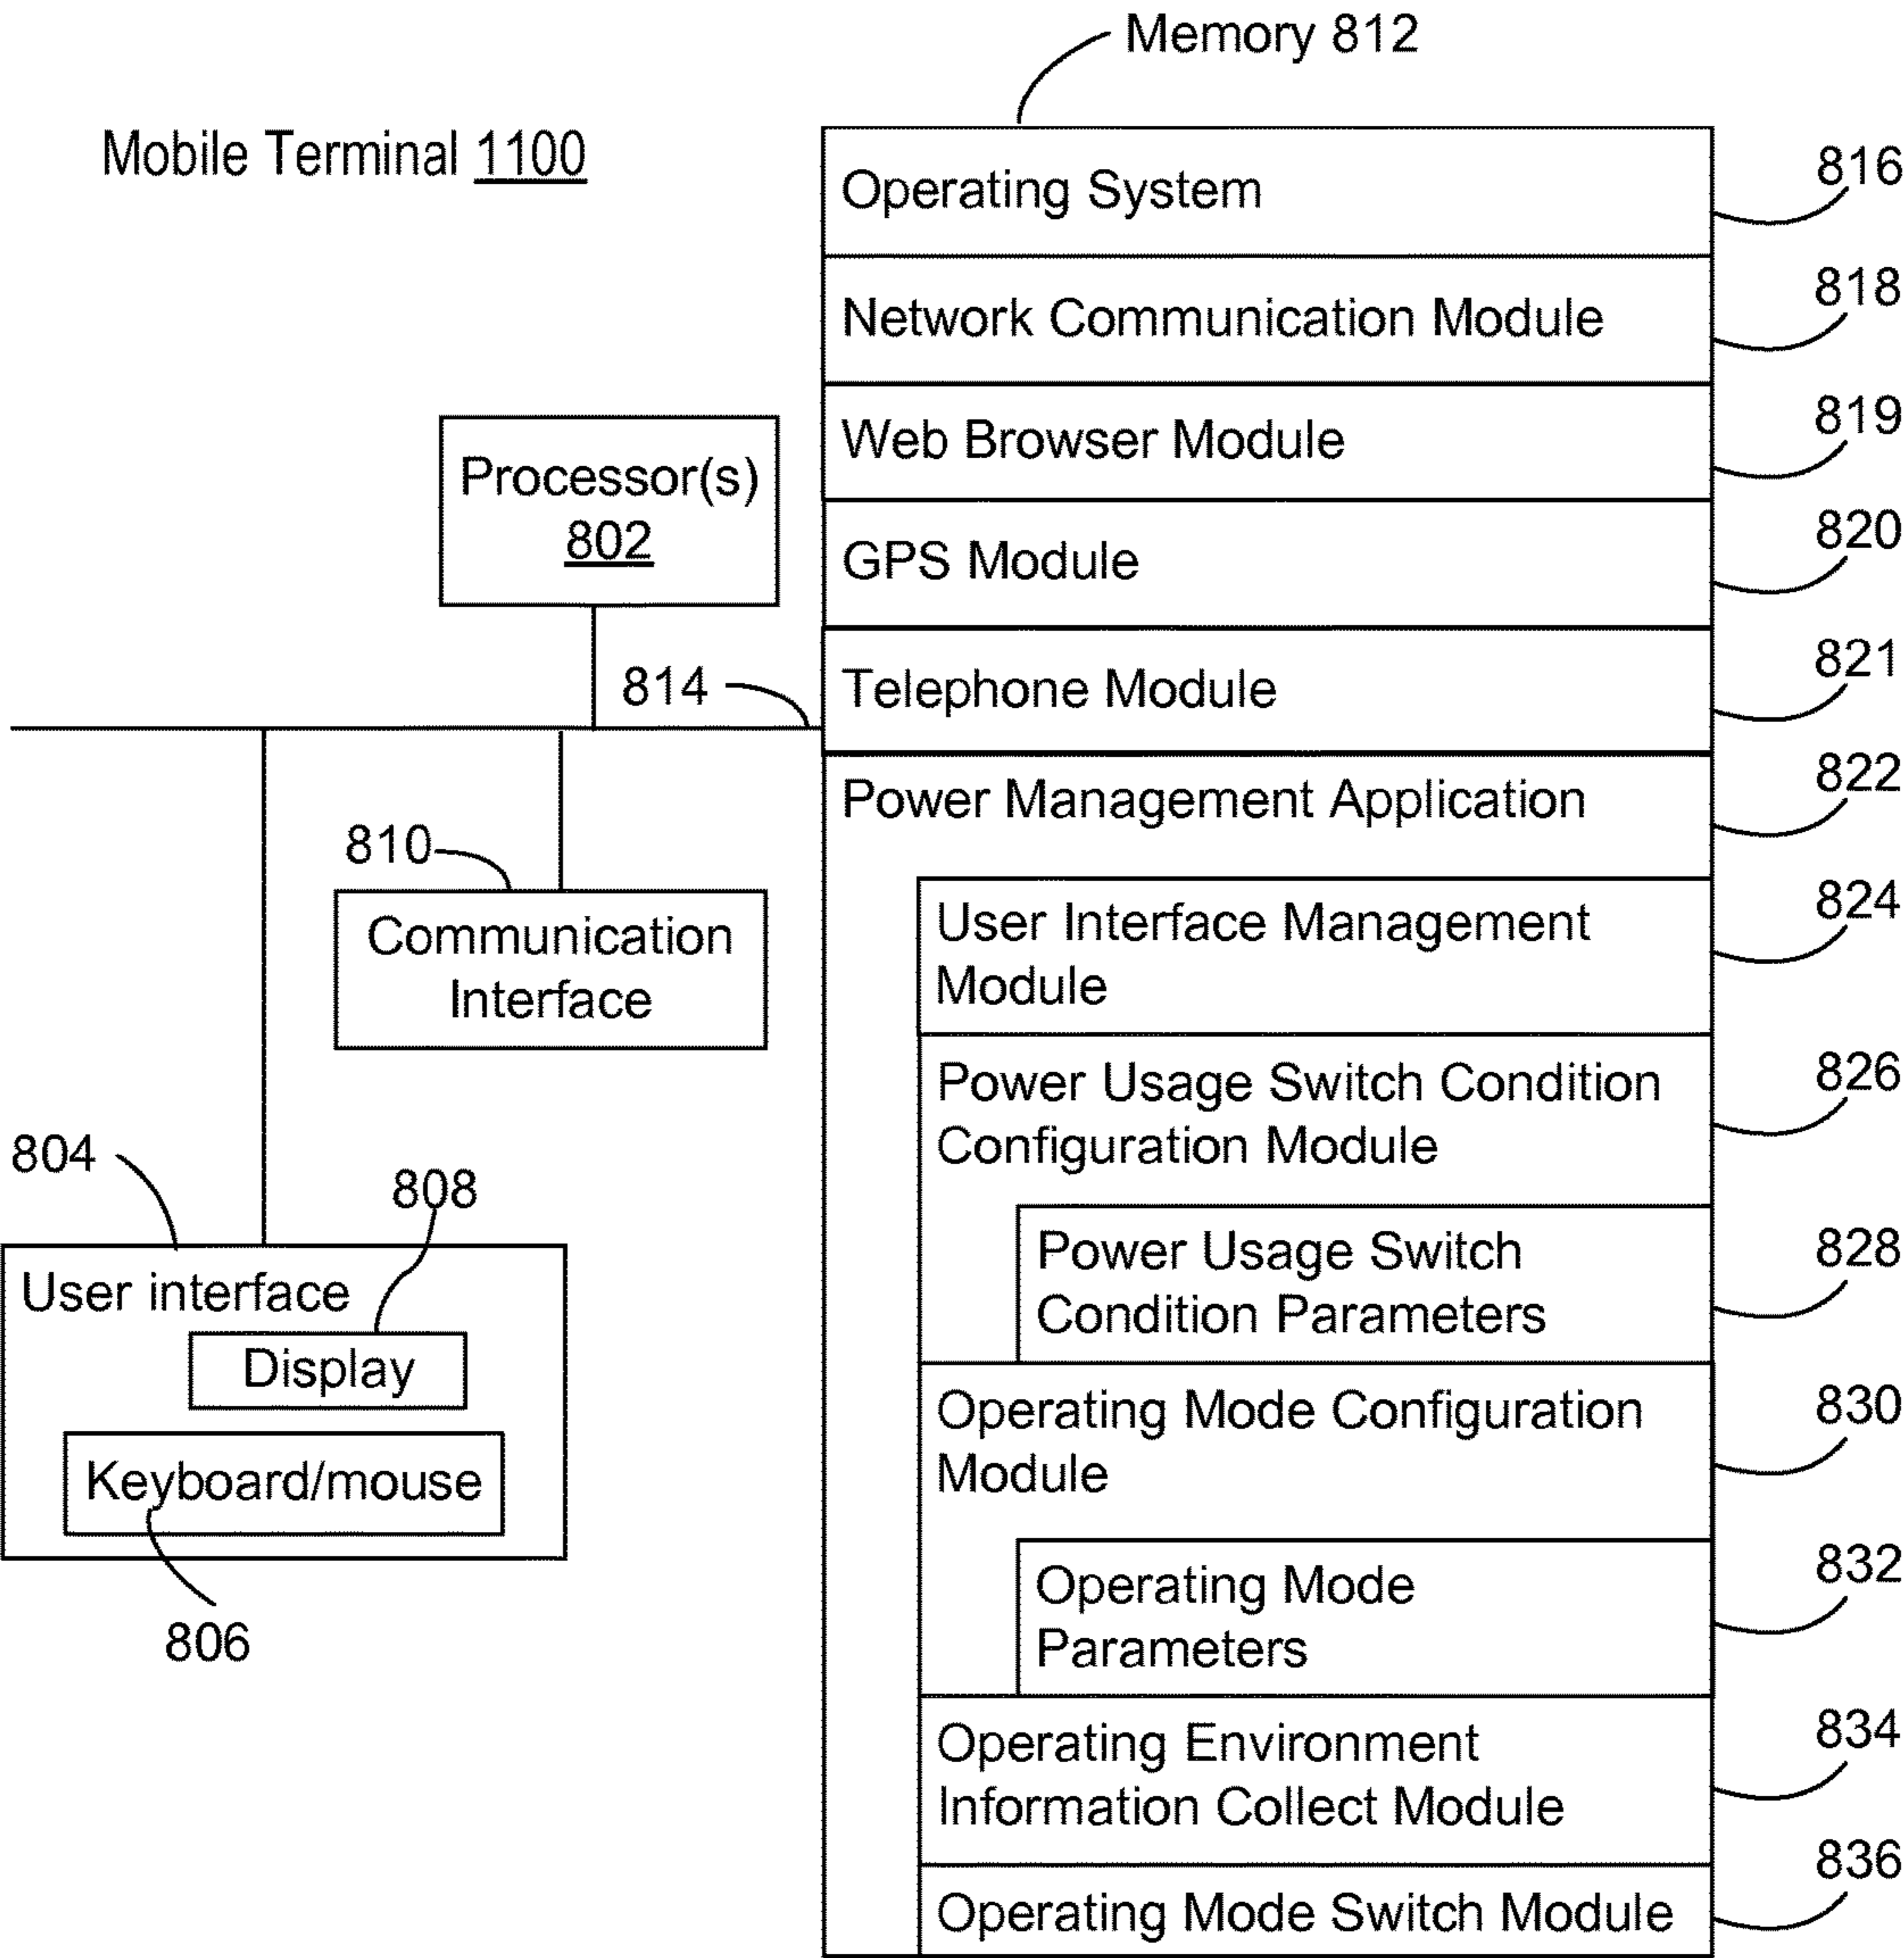 Memory 812
Mobile Terminal 1100
Operating System
816
Network Communication Module
818
Web Browser Module
819
GPS Module
820
Telephone Module
821
Power Management Application
822
User Interface Management
Module
824
Power Usage Switch Condition
Configuration Module
826
Power Usage Switch
Condition Parameters
828
Operating Mode Configuration
Module
830
Operating Mode
Parameters
832
Operating Environment
Information Collect Module
834
Operating Mode Switch Module
836
Processor(s)
802
814
810
Communication
Interface
804
808
User interface
Display
Keyboard/mouse
806